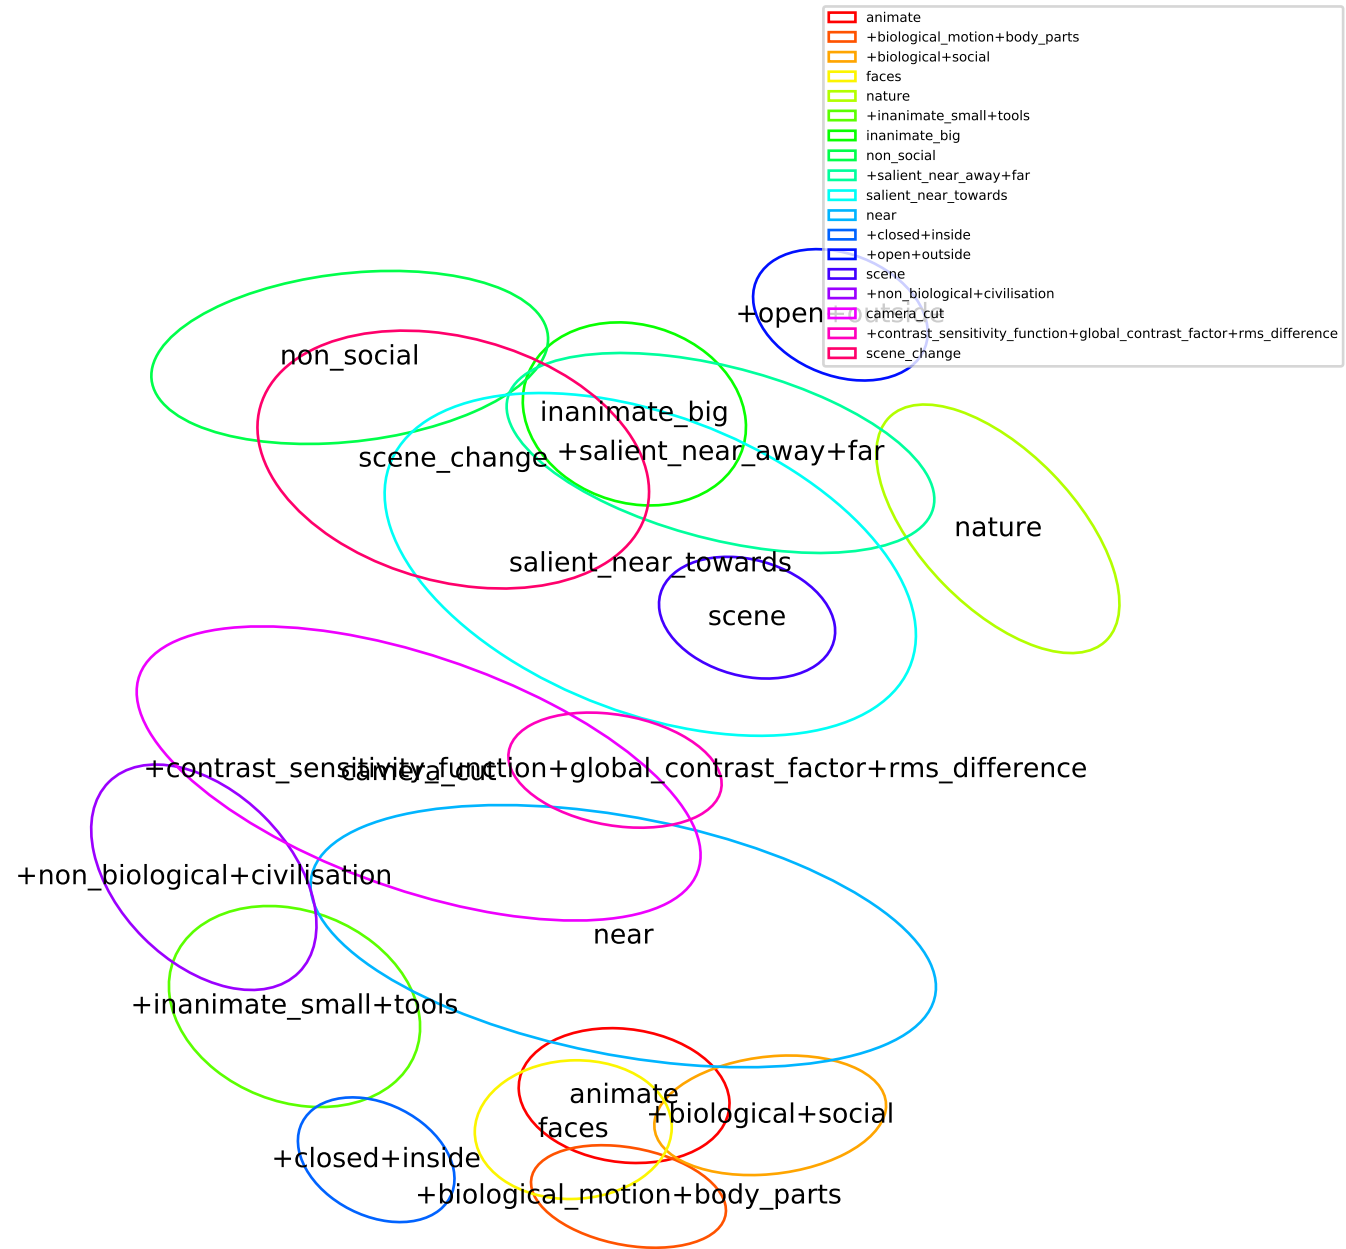 animate
+biological_motion+body_parts
+biological+social
faces
nature
+inanimate_small+tools
inanimate_big
non_social
+salient_near_away+far
salient_near_towards
near
+closed+inside
+open+outside
scene
+non_biological+civilisation
camera_cut
+contrast_sensitivity_function+global_contrast_factor+rms_difference
scene_change
+open+outside
non_social
inanimate_big
+salient_near_away+far
scene_change
nature
salient_near_towards
scene
+contrast_sensitivity_function+global_contrast_factor+rms_difference
camera_cut
+non_biological+civilisation
near
+inanimate_small+tools
animate
+biological+social
faces
+closed+inside
+biological_motion+body_parts